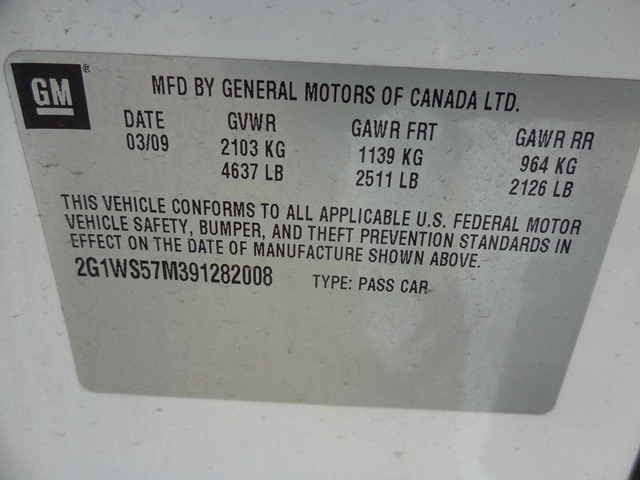 GM ®
MFD BY GENERAL MOTORS OF CANADA LTD.
DATE GVWR GAWR FRT GAWR RR
03/09 2103 KG 1139 KG 964 KG
4637 LB 2511 LB 2126 LB
THIS VEHICLE CONFORMS TO ALL APPLICABLE U.S. FEDERAL MOTOR
VEHICLE SAFETY, BUMPER, AND THEFT PREVENTION STANDARDS IN
EFFECT ON THE DATE OF MANUFACTURE SHOWN ABOVE.
2G1WS57M391282008 TYPE: PASS CAR